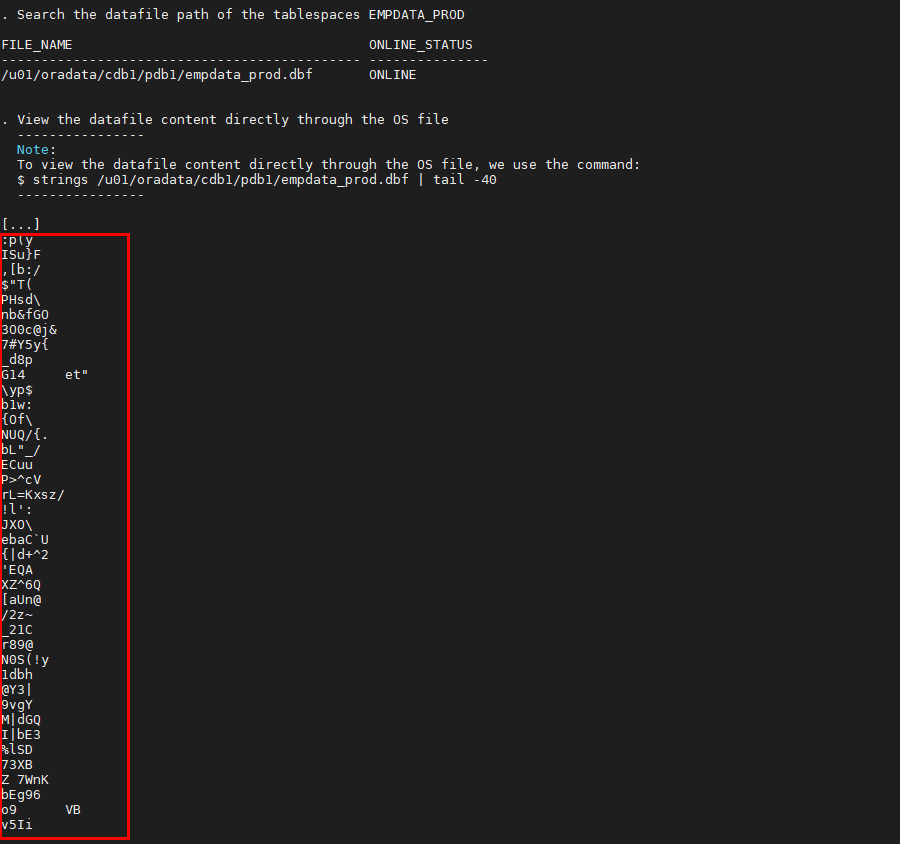 . Search the datafile path of the tablespaces EMPDATA_PROD
FILE_NAME                                     ONLINE_STATUS
--------------------------------------------- ---------------
/u01/oradata/cdb1/pdb1/empdata_prod.dbf       ONLINE
. View the datafile content directly through the OS file
  ----------------
  Note:
  To view the datafile content directly through the OS file, we use the command:
  $ strings /u01/oradata/cdb1/pdb1/empdata_prod.dbf | tail -40
  ----------------
[...]
:p(y
ISu}F
,[b:/
$"T(
PHsd\
nb&fGO
3O0c@j&
7#Y5y{
_d8p
G14     et"
\yp$
b1w:
{Of\
NUQ/{.
bL"_/
ECuu
P>^cV
rL=Kxsz/
!l':
JXO\
ebaC`U
{|d+^2
'EQA
XZ^6Q
[aUn@
/2z~
_21C
r89@
N0S(!y
1dbh
@Y3|
9vgY
M|dGQ
I|bE3
%lSD
73XB
Z 7WnK
bEg96
o9      VB
v5Ii